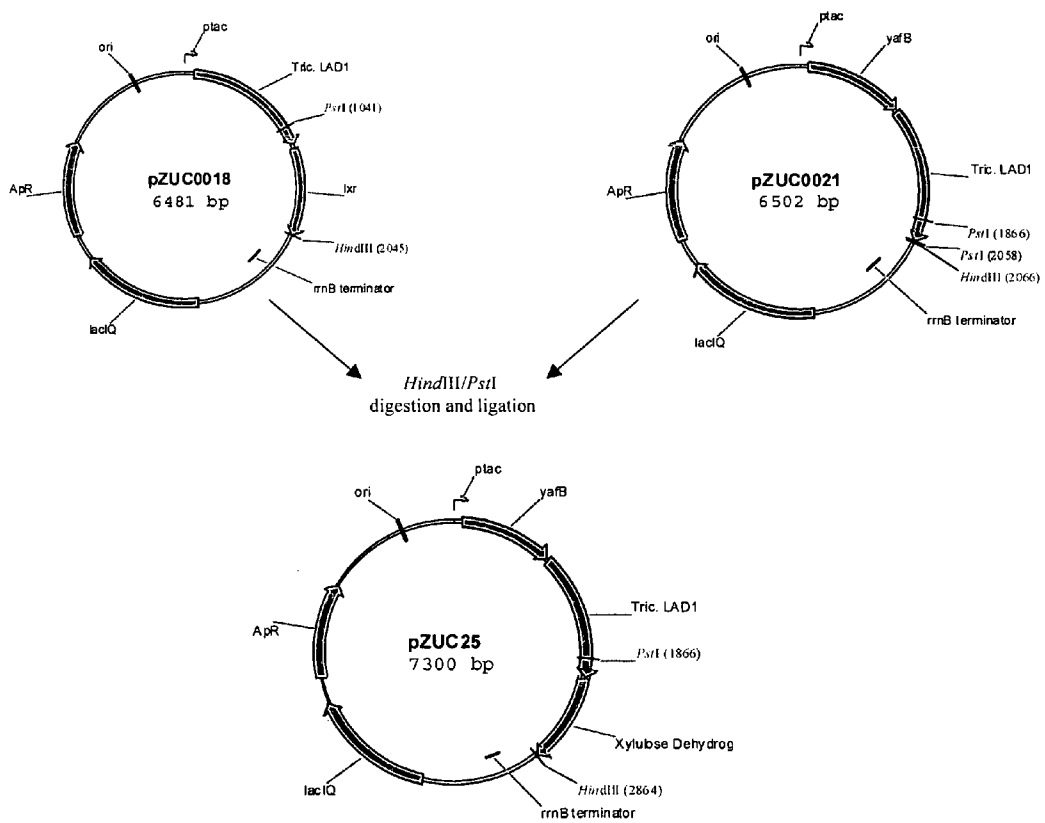 ptac
ori
Tric. LAD1
PstI (1041)
pZUC0018
6481 bp
ApR
lxr
HindIII (2045)
rrnB terminator
lacIQ
ptac
ori
yafB
Tric. LAD1
pZUC0021
6502 bp
ApR
PstI (1866)
PstI (2058)
HindIII (2066)
rrnB terminator
lacIQ
HindIII/PstI
digestion and ligation
ptac
ori
yafB
Tric. LAD1
ApR
pZUC25
7300 bp
PstI (1866)
Xylulose Dehydrog
HindIII (2864)
lacIQ
rrnB terminator